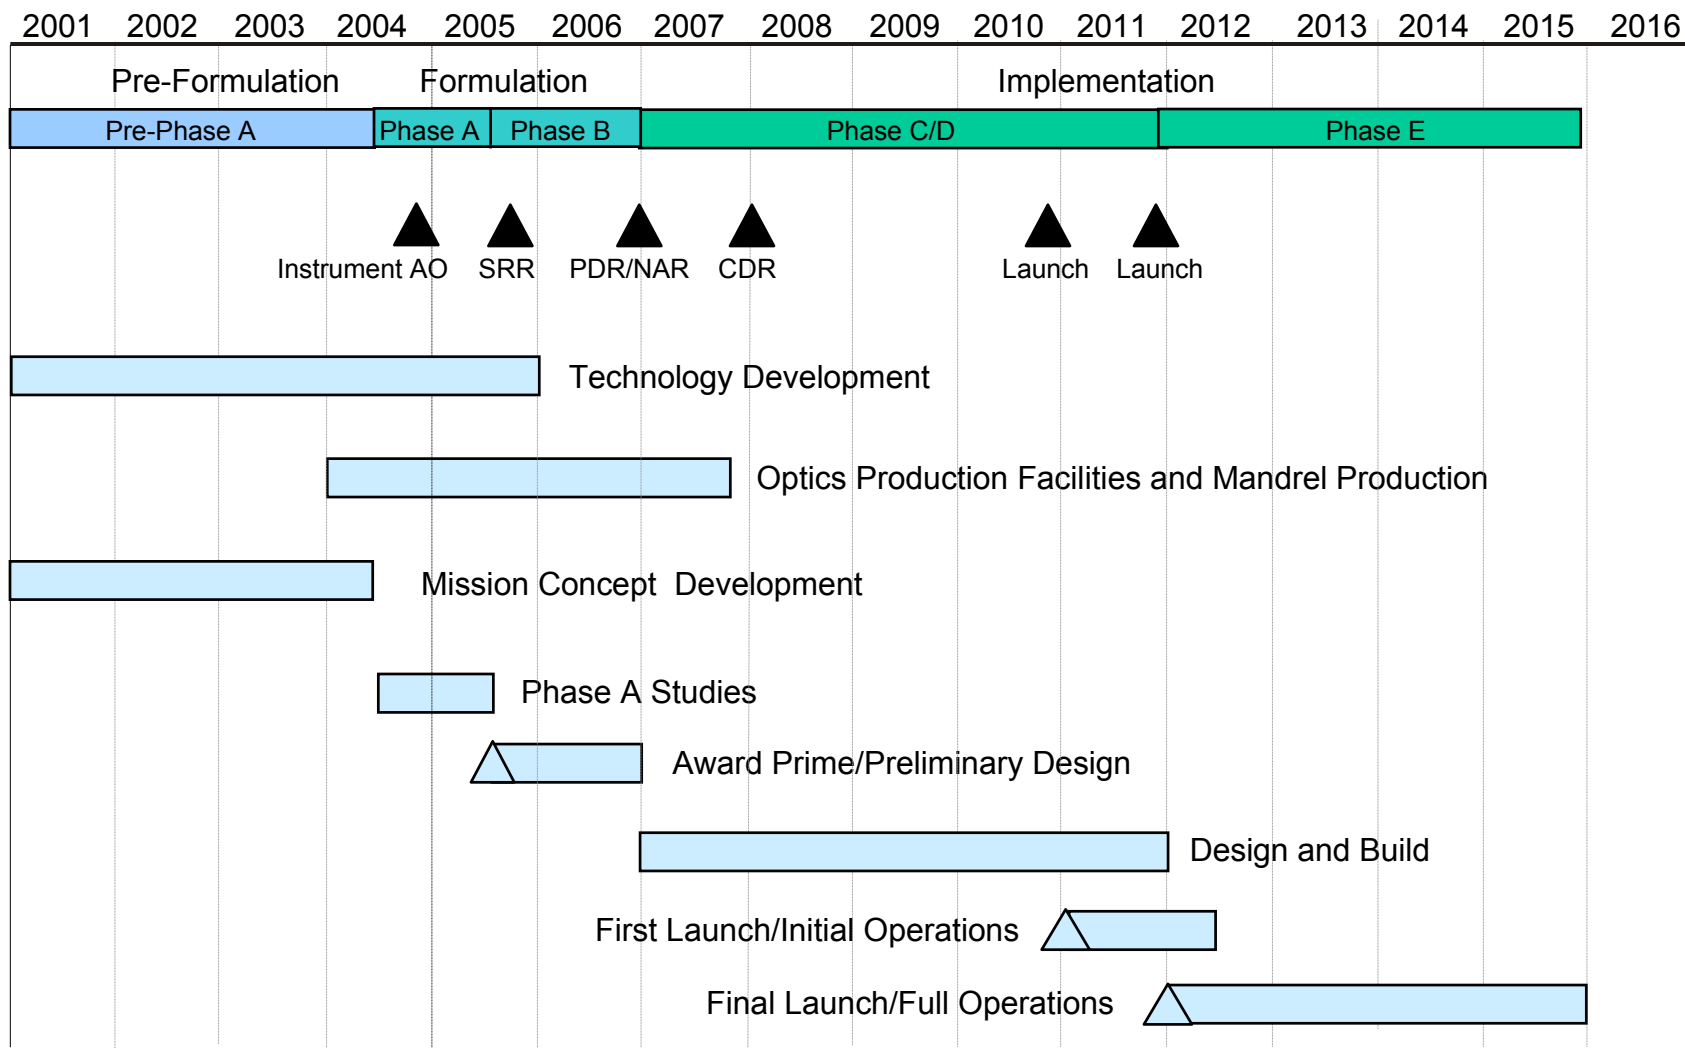 2001 2002 2003 2004 2005 2006 2007 2008 2009 2010 2011 2012 2013 2014 2015 2016
Pre-Formulation Formulation Implementation
Pre-Phase A Phase A Phase B Phase C/D Phase E
Instrument AO SRR PDR/NAR CDR Launch Launch
Technology Development
Optics Production Facilities and Mandrel Production
Mission Concept Development
Phase A Studies
Award Prime/Preliminary Design
Design and Build
First Launch/Initial Operations
Final Launch/Full Operations